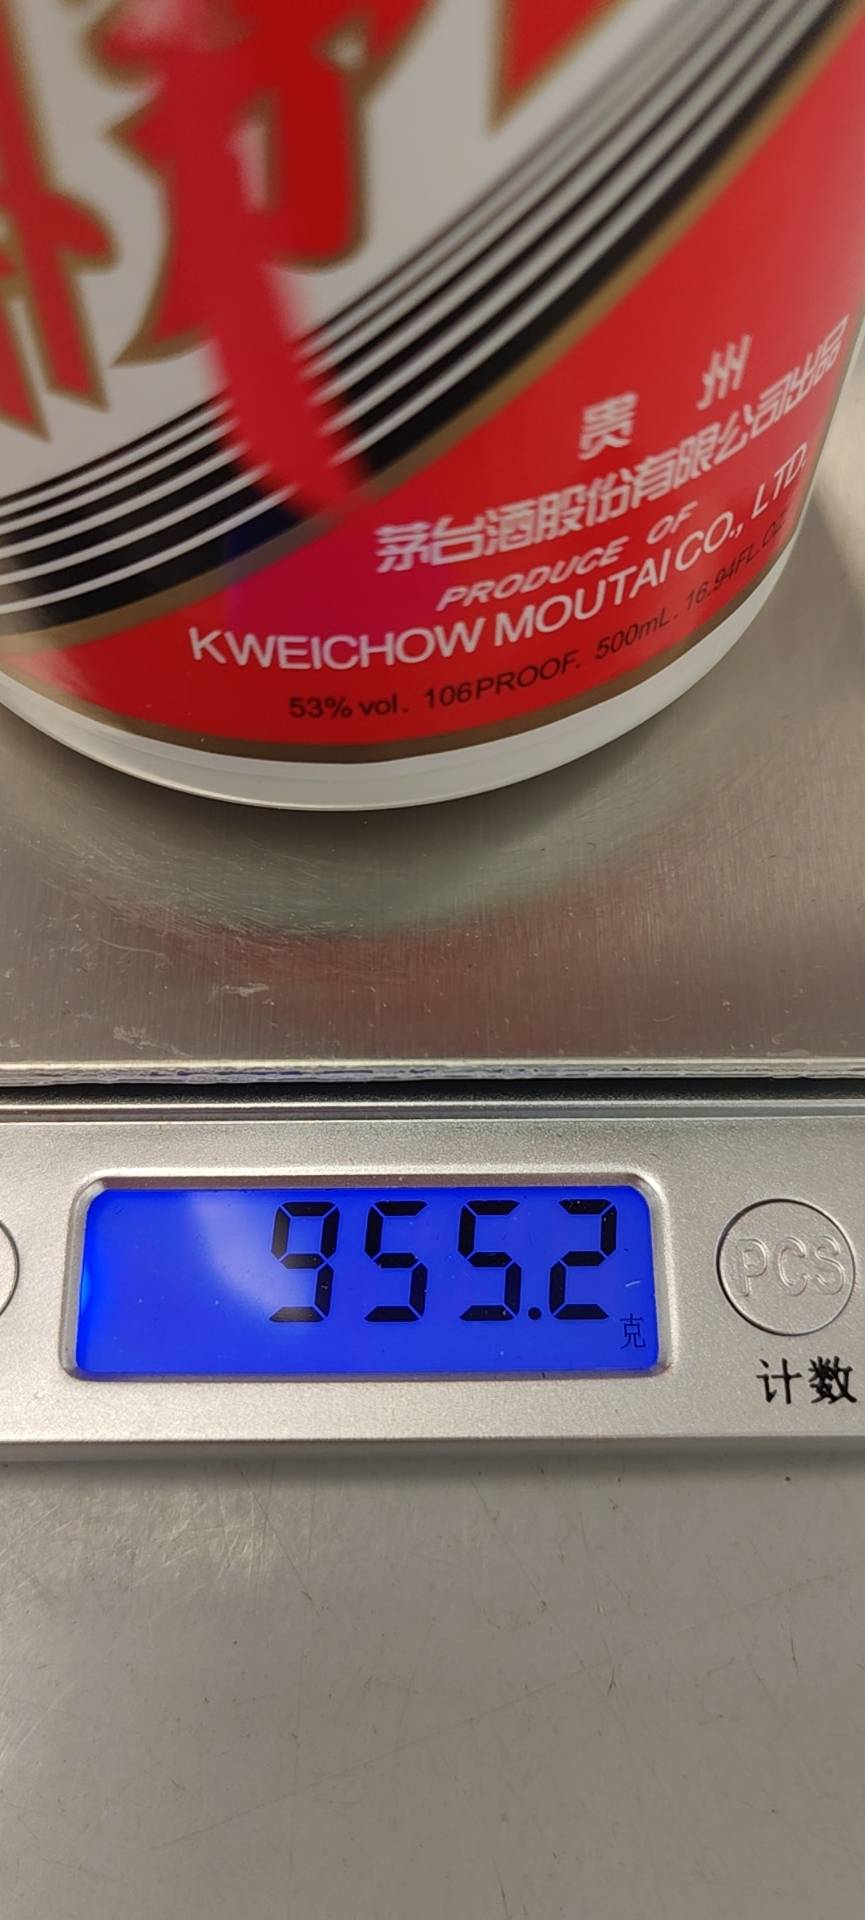 贵州
茅台酒股份有限公司出品
PRODUCE OF
KWEICHOW MOUTAI CO., LTD.
53% vol. 106PROOF. 500mL. 16.94FL.OZ
955.2
克
PCS
计数